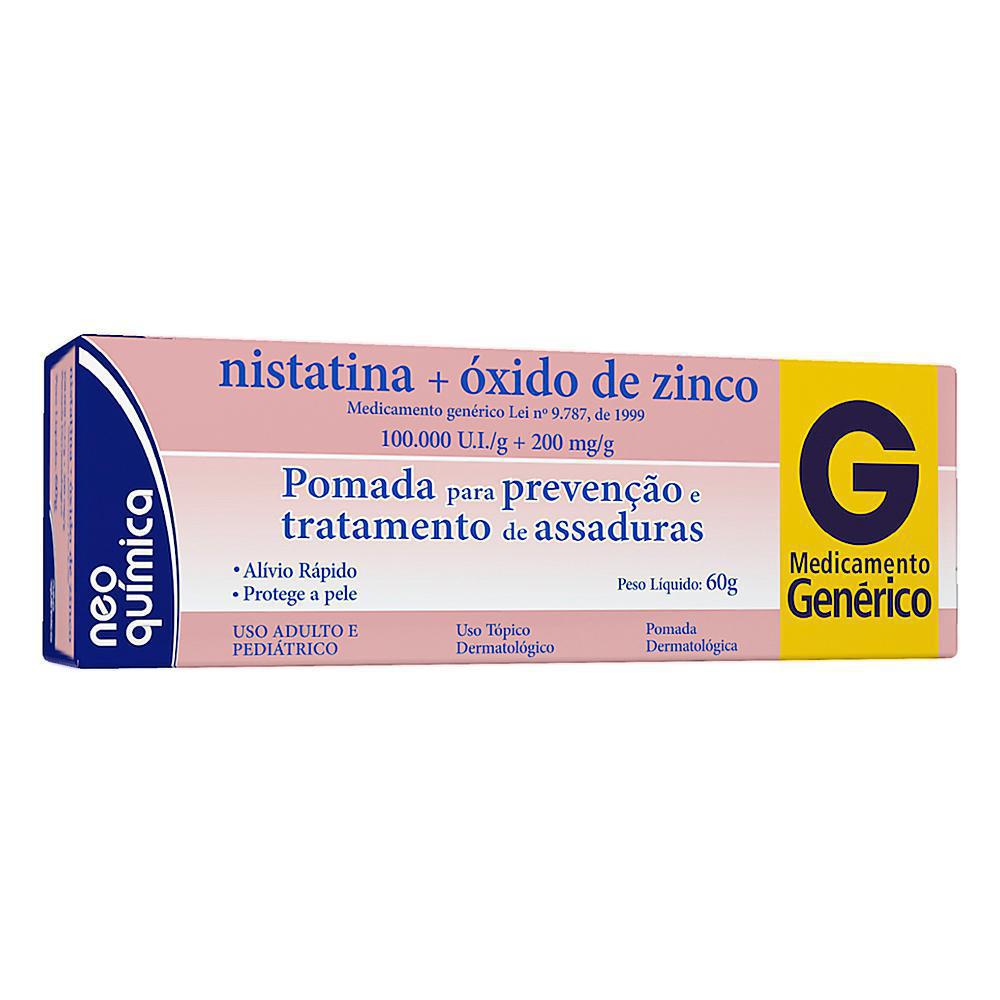 nistatina + óxido de zinco
Medicamento genérico Lei nº 9.787, de 1999
100.000 U.I./g + 200 mg/g
Pomada para prevenção e
tratamento de assaduras
• Alívio Rápido
• Protege a pele
Peso Líquido: 60g
USO ADULTO E
PEDIÁTRICO
Uso Tópico
Dermatológico
Pomada
Dermatológica
neo
química
G
Medicamento
Genérico